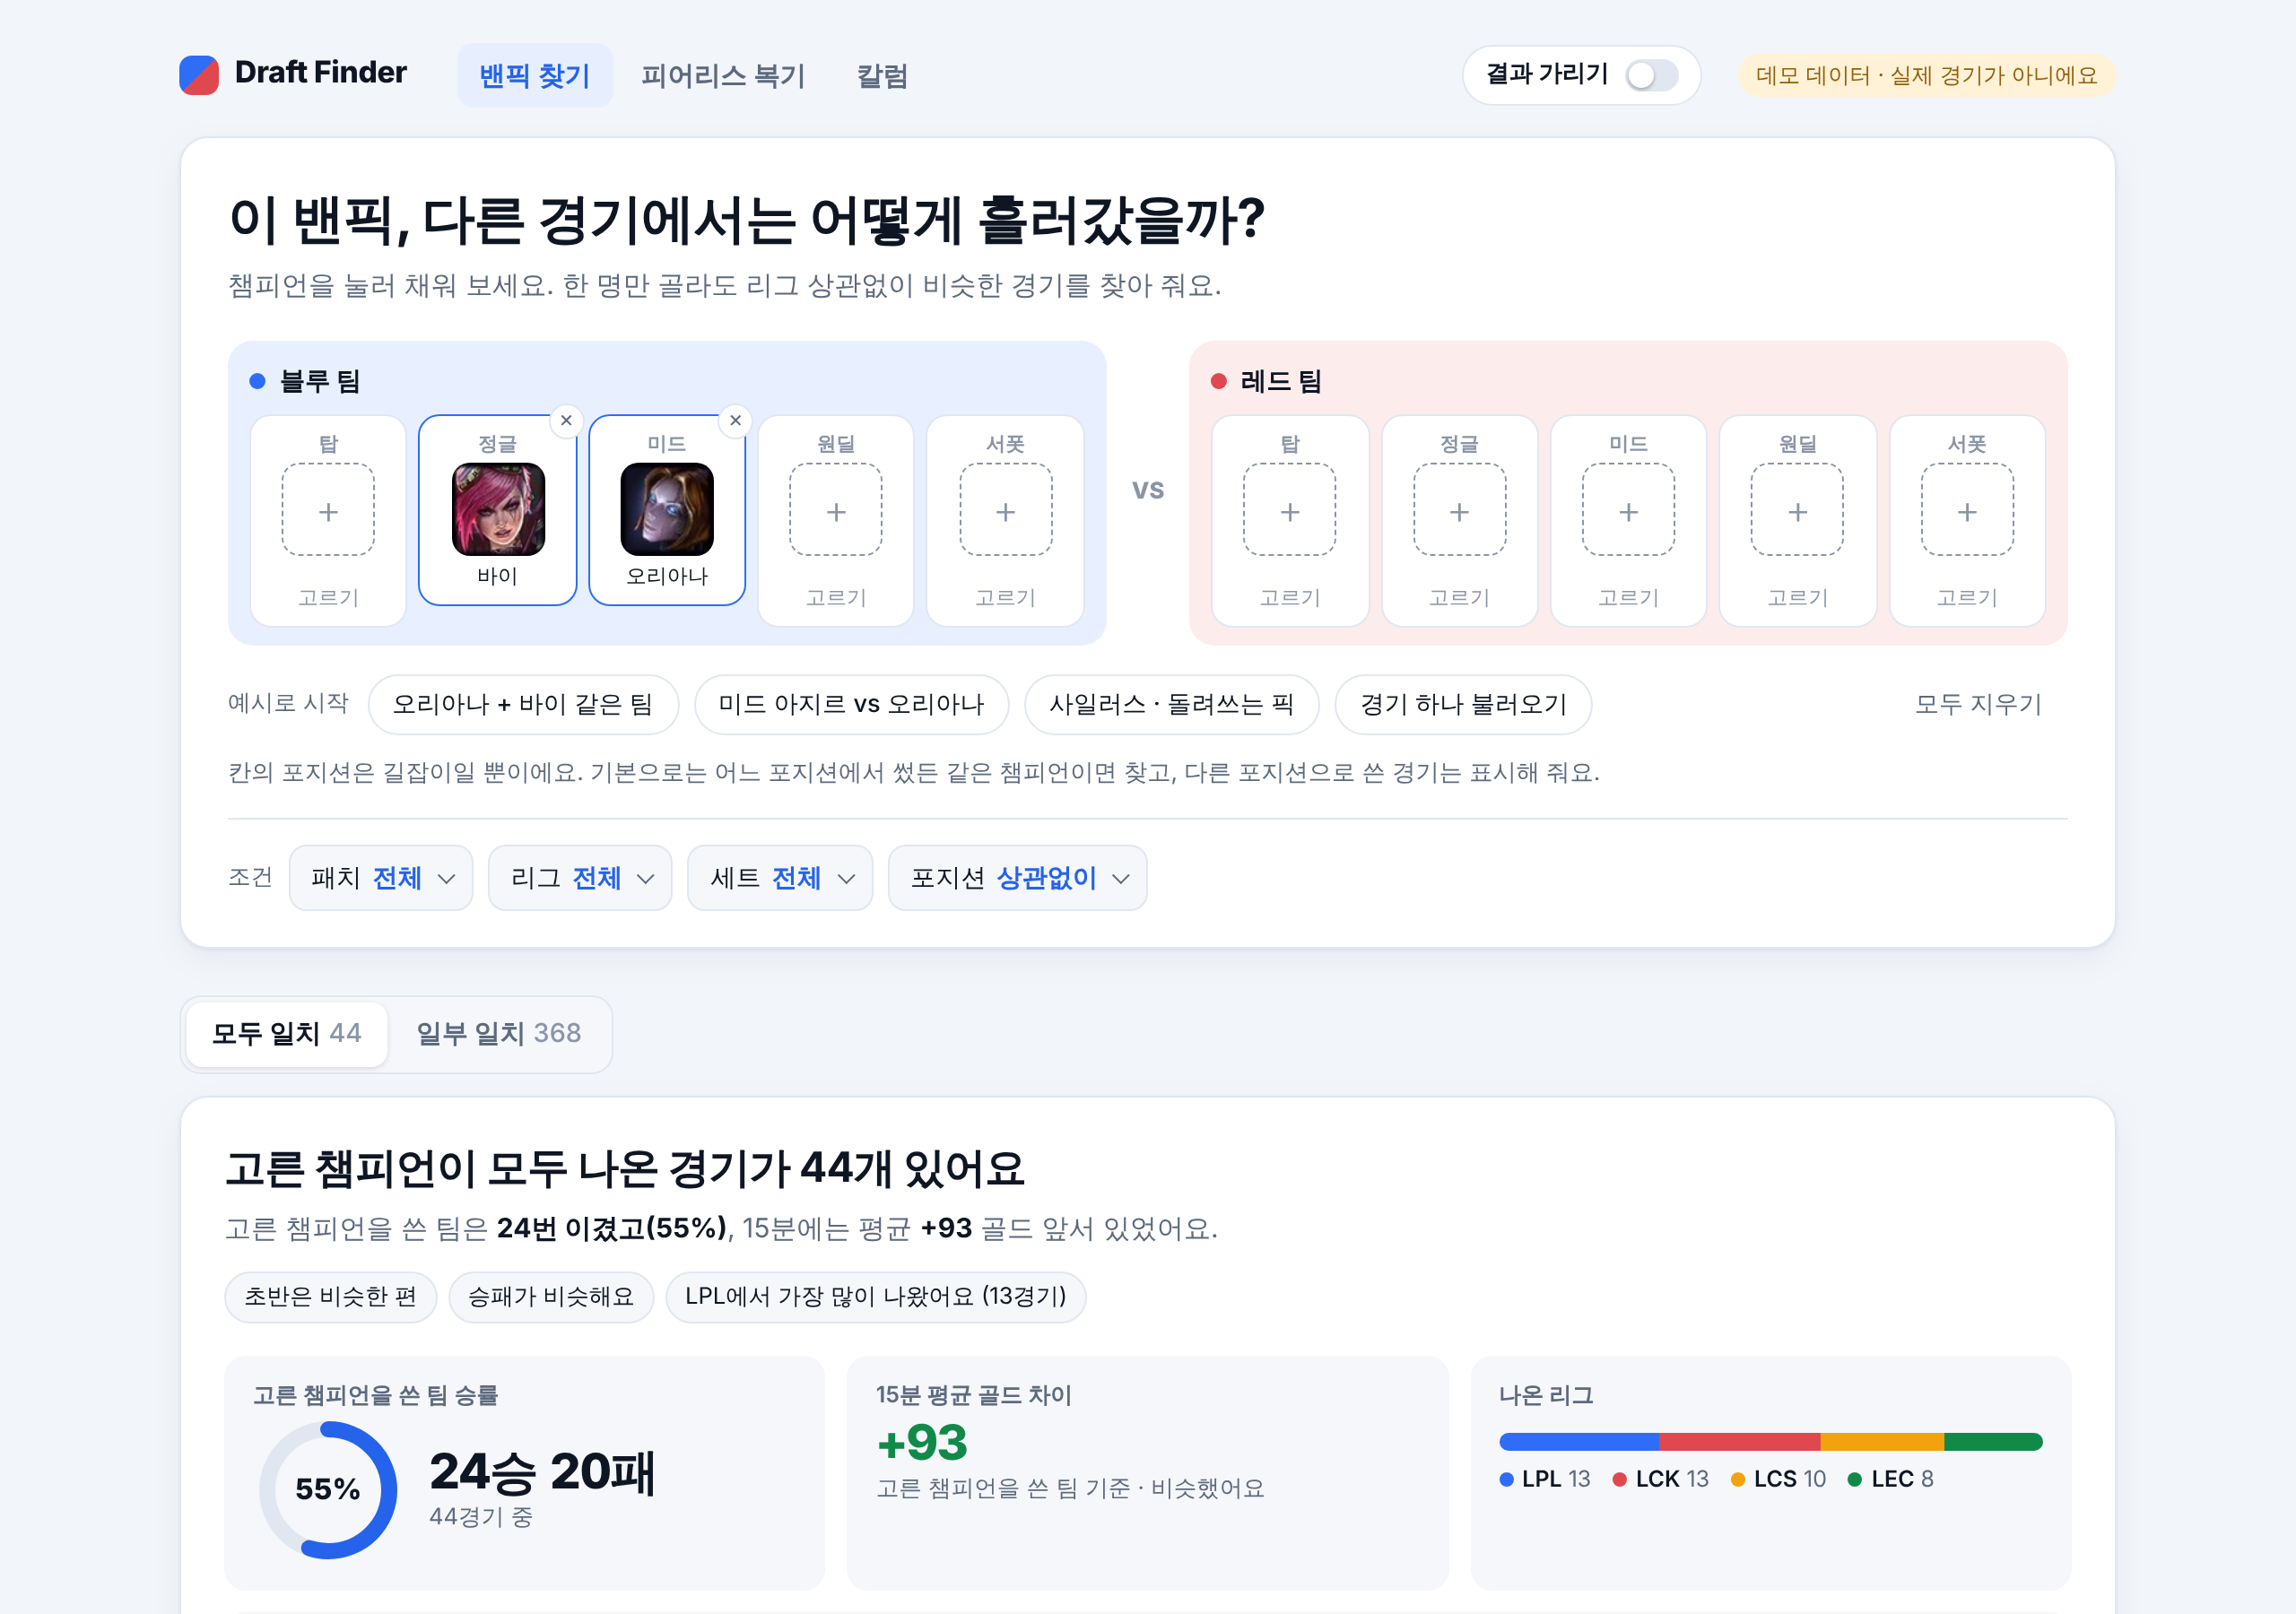 Draft Finder 밴픽 찾기 피어리스 복기 칼럼 결과 가리기 데모 데이터 · 실제 경기가 아니에요
이 밴픽, 다른 경기에서는 어떻게 흘러갔을까?
챔피언을 눌러 채워 보세요. 한 명만 골라도 리그 상관없이 비슷한 경기를 찾아 줘요.
블루 팀
탑 정글 미드 원딜 서폿
+ + +
고르기 바이 오리아나 고르기 고르기
VS
레드 팀
탑 정글 미드 원딜 서폿
+ + + + +
고르기 고르기 고르기 고르기 고르기
예시로 시작 오리아나 + 바이 같은 팀 미드 아지르 vs 오리아나 사일러스 · 돌려쓰는 픽 경기 하나 불러오기 모두 지우기
칸의 포지션은 길잡이일 뿐이에요. 기본으로는 어느 포지션에서 썼든 같은 챔피언이면 찾고, 다른 포지션으로 쓴 경기는 표시해 줘요.
조건 패치 전체 리그 전체 세트 전체 포지션 상관없이
모두 일치 44 일부 일치 368
고른 챔피언이 모두 나온 경기가 44개 있어요
고른 챔피언을 쓴 팀은 24번 이겼고(55%), 15분에는 평균 +93 골드 앞서 있었어요.
초반은 비슷한 편 승패가 비슷해요 LPL에서 가장 많이 나왔어요 (13경기)
고른 챔피언을 쓴 팀 승률
55%
24승 20패
44경기 중
15분 평균 골드 차이
+93
고른 챔피언을 쓴 팀 기준 · 비슷했어요
나온 리그
LPL 13 LCK 13 LCS 10 LEC 8